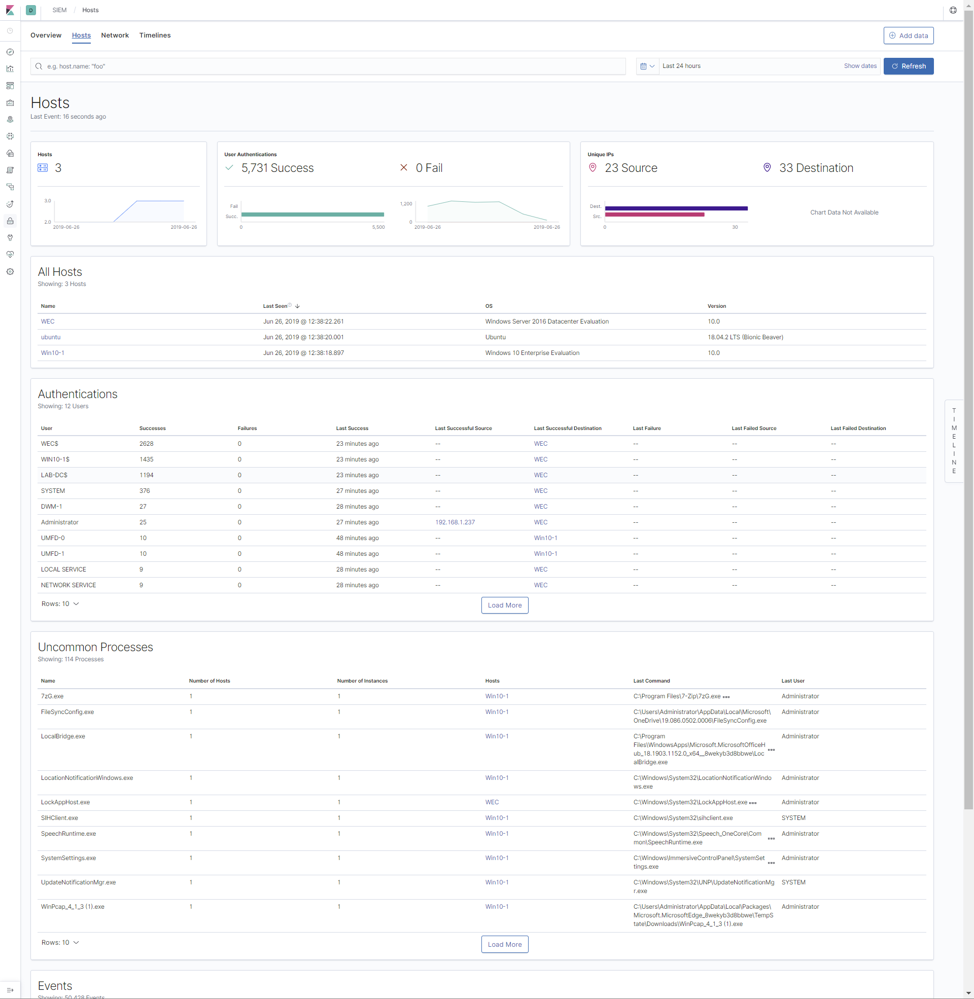 D SIEM / Hosts
Overview Hosts Network Timelines Add data
e.g. host.name: "foo" Last 24 hours Show dates Refresh
Hosts
Last Event: 16 seconds ago
Hosts
3
3.0
2.0
2019-06-26 2019-06-26
User Authentications
5,731 Success 0 Fail
Fail
Succ.
0 5,500
1,200
0
2019-06-26 2019-06-26
Unique IPs
23 Source 33 Destination
Dest.
Src.
0 30
Chart Data Not Available
All Hosts
Showing: 3 Hosts
Name Last Seen OS Version
WEC Jun 26, 2019 @ 12:38:22.261 Windows Server 2016 Datacenter Evaluation 10.0
ubuntu Jun 26, 2019 @ 12:38:20.001 Ubuntu 18.04.2 LTS (Bionic Beaver)
Win10-1 Jun 26, 2019 @ 12:38:18.897 Windows 10 Enterprise Evaluation 10.0
Authentications
Showing: 12 Users
User Successes Failures Last Success Last Successful Source Last Successful Destination Last Failure Last Failed Source Last Failed Destination
WEC$ 2628 0 23 minutes ago -- WEC -- -- --
WIN10-1$ 1435 0 23 minutes ago -- WEC -- -- --
LAB-DC$ 1194 0 23 minutes ago -- WEC -- -- --
SYSTEM 376 0 27 minutes ago -- WEC -- -- --
DWM-1 27 0 28 minutes ago -- WEC -- -- --
Administrator 25 0 27 minutes ago 192.168.1.237 WEC -- -- --
UMFD-0 10 0 48 minutes ago -- Win10-1 -- -- --
UMFD-1 10 0 48 minutes ago -- Win10-1 -- -- --
LOCAL SERVICE 9 0 28 minutes ago -- WEC -- -- --
NETWORK SERVICE 9 0 28 minutes ago -- WEC -- -- --
Rows: 10 Load More
TIMELINE
Uncommon Processes
Showing: 114 Processes
Name Number of Hosts Number of Instances Hosts Last Command Last User
7zG.exe 1 1 Win10-1 C:\Program Files\7-Zip\7zG.exe Administrator
FileSyncConfig.exe 1 1 Win10-1 C:\Users\Administrator\AppData\Local\Microsoft\ Administrator
OneDrive\19.086.0502.0006\FileSyncConfig.exe
LocalBridge.exe 1 1 Win10-1 C:\Program Administrator
Files\WindowsApps\Microsoft.MicrosoftOfficeH
ub_18.1903.1152.0_x64__8wekyb3d8bbwe\Loc
alBridge.exe
LocationNotificationWindows.exe 1 1 Win10-1 C:\Windows\System32\LocationNotificationWindo Administrator
ws.exe
LockAppHost.exe 1 1 WEC C:\Windows\System32\LockAppHost.exe Administrator
SIHClient.exe 1 1 Win10-1 C:\Windows\System32\sihclient.exe SYSTEM
SpeechRuntime.exe 1 1 Win10-1 C:\Windows\System32\Speech_OneCore\Com Administrator
mon\SpeechRuntime.exe
SystemSettings.exe 1 1 Win10-1 C:\Windows\ImmersiveControlPanel\SystemSet Administrator
tings.exe
UpdateNotificationMgr.exe 1 1 Win10-1 C:\Windows\System32\UNP\UpdateNotificationMg SYSTEM
r.exe
WinPcap_4_1_3 (1).exe 1 1 Win10-1 C:\Users\Administrator\AppData\Local\Packages\ Administrator
Microsoft.MicrosoftEdge_8wekyb3d8bbwe\TempS
tate\Downloads\WinPcap_4_1_3 (1).exe
Rows: 10 Load More
Events
Showing: 50,428 Events